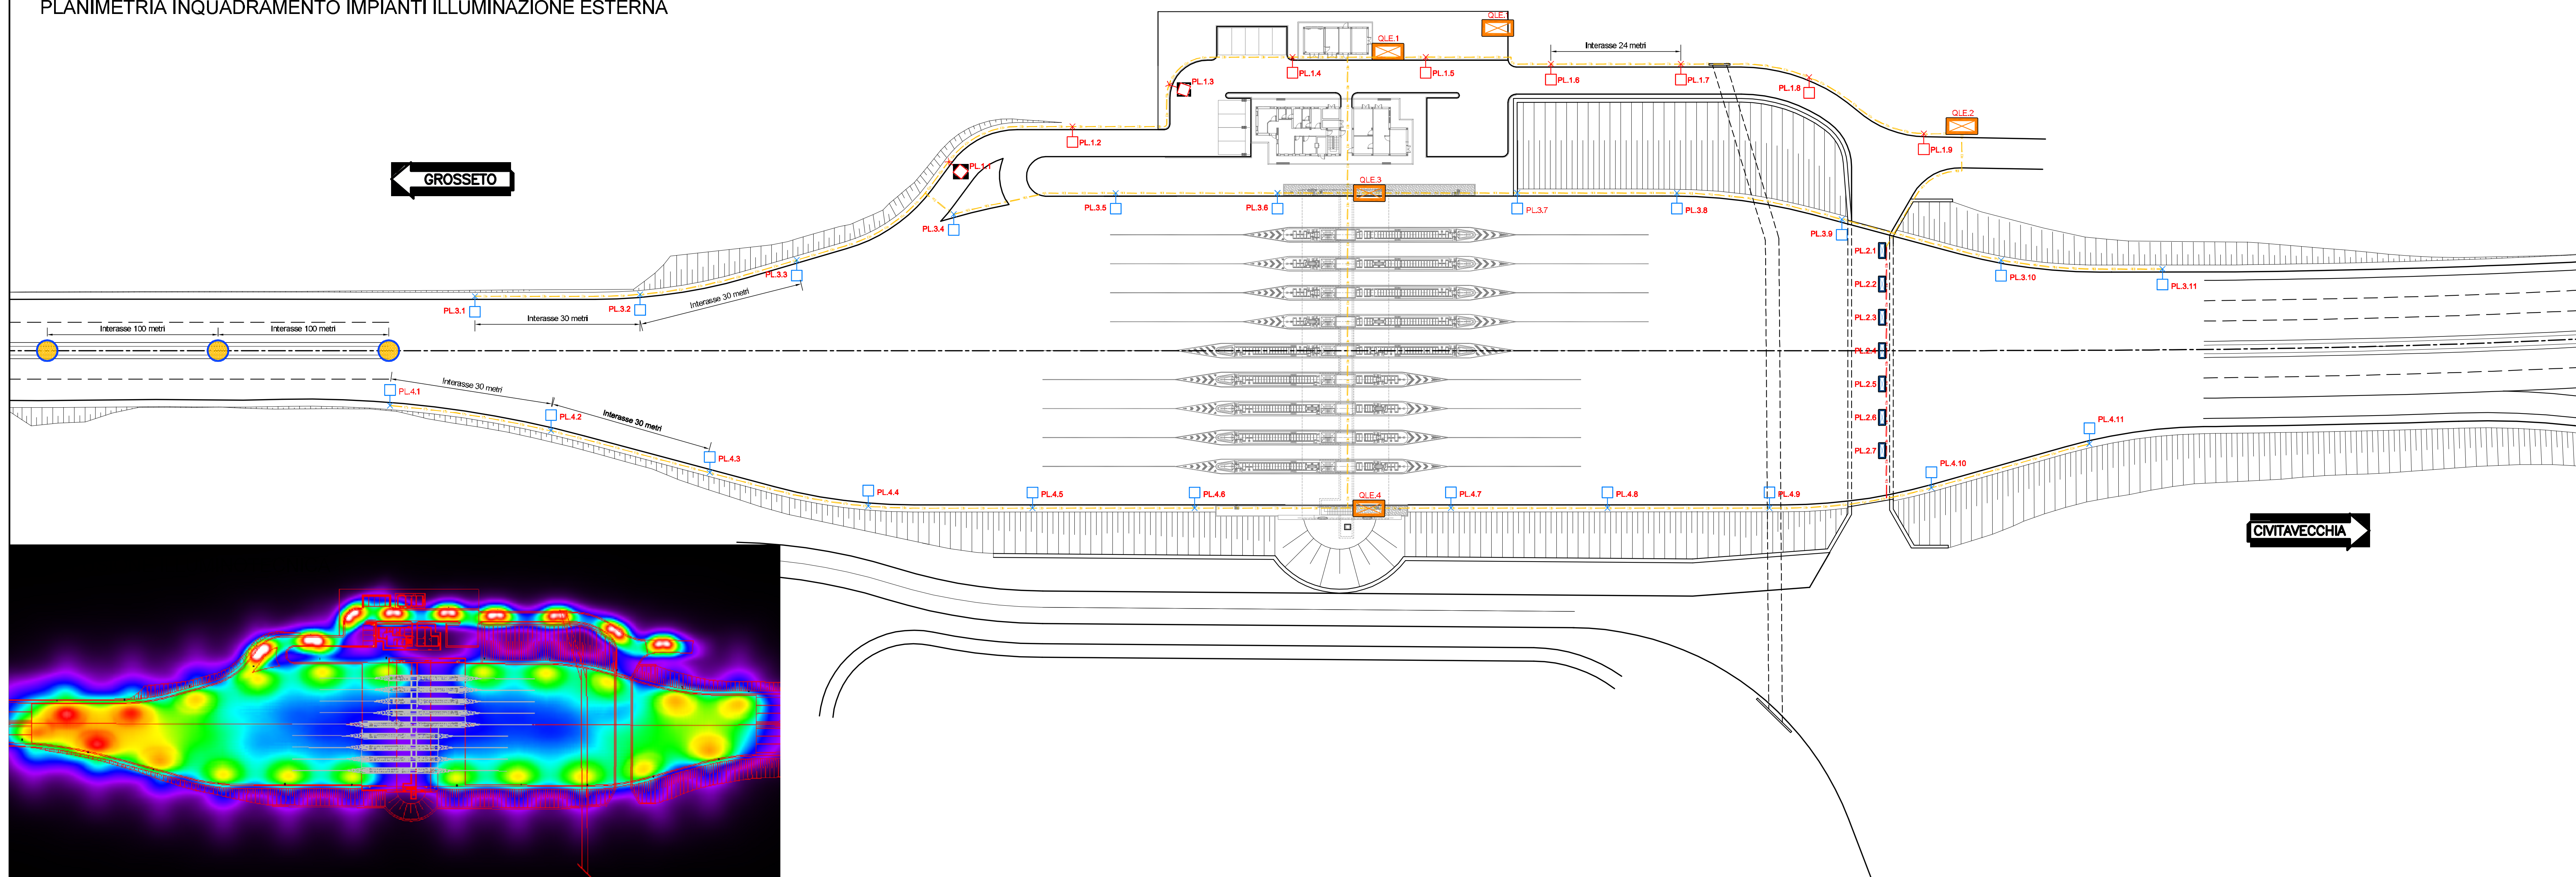 PLANIMETRIA INQUADRAMENTO IMPIANTI ILLUMINAZIONE ESTERNA
QLE.1
QLE.1
Interasse 24 metri
PL.1.3
PL.1.4
PL.1.5
PL.1.6
PL.1.7
PL.1.8
QLE.2
PL.1.2
PL.1.9
PL.1.1
GROSSETO
QLE.3
PL.3.4
PL.3.5
PL.3.6
PL.3.7
PL.3.8
PL.3.9
PL.2.1
PL.3.3
PL.3.10
PL.3.11
PL.2.2
PL.3.1
PL.3.2
Interasse 30 metri
Interasse 30 metri
PL.2.3
Interasse 100 metri
Interasse 100 metri
PL.2.4
Interasse 30 metri
PL.4.1
PL.2.5
PL.4.2
Interasse 30 metri
PL.2.6
PL.4.11
PL.4.3
PL.2.7
PL.4.10
PL.4.4
PL.4.5
PL.4.6
QLE.4
PL.4.7
PL.4.8
PL.4.9
CIVITAVECCHIA